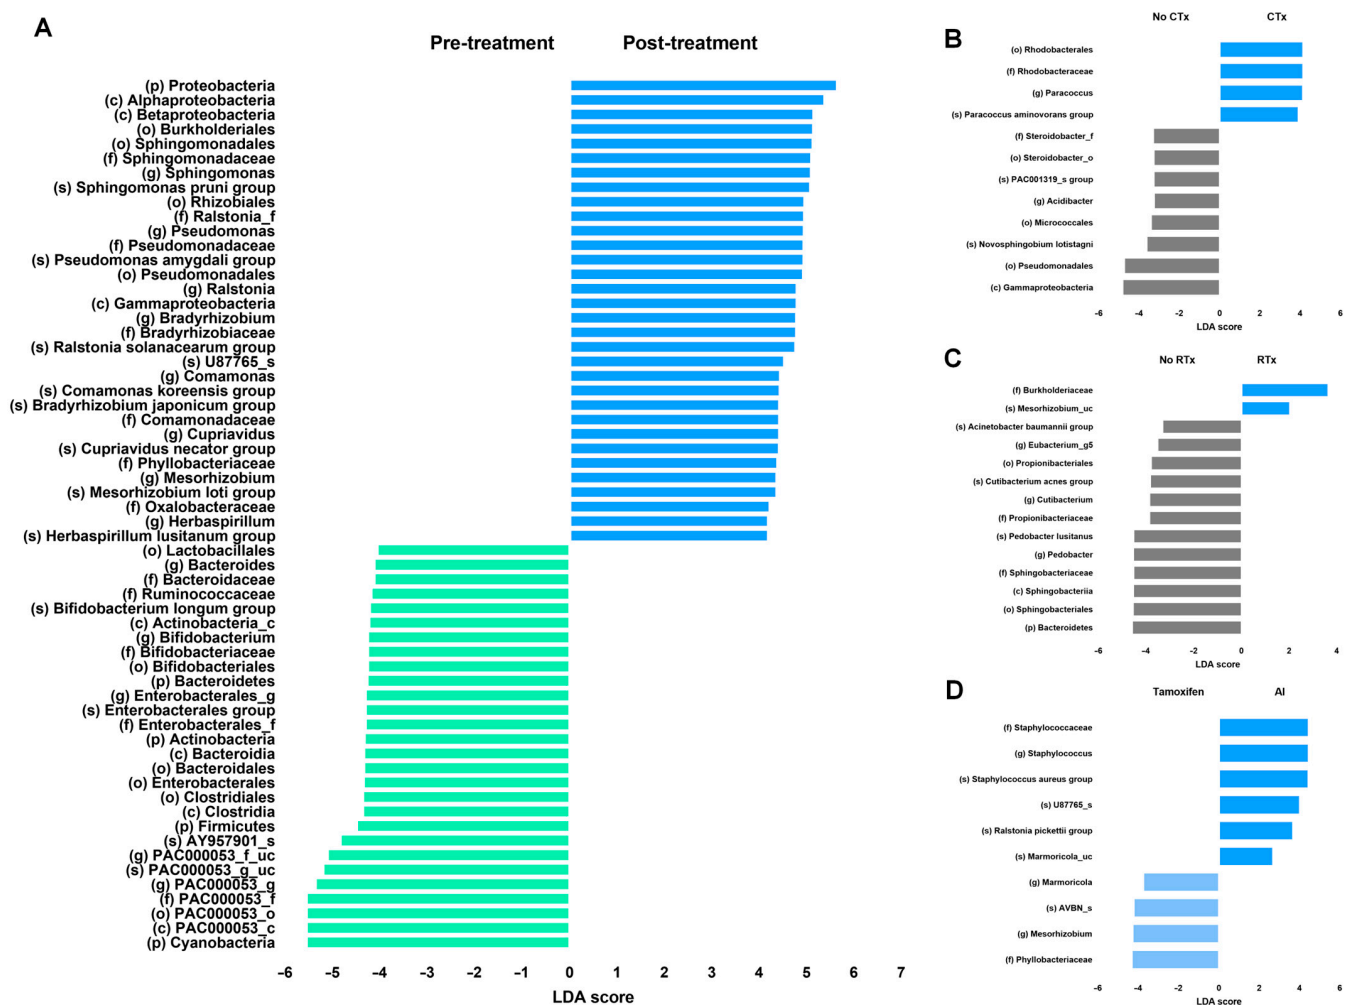 A
Pre-treatment
Post-treatment
(p) Proteobacteria
(c) Alphaproteobacteria
(c) Betaproteobacteria
(o) Burkholderiales
(o) Sphingomonadales
(f) Sphingomonadaceae
(g) Sphingomonas
(s) Sphingomonas pruni group
(o) Rhizobiales
(f) Ralstonia_f
(g) Pseudomonas
(f) Pseudomonadaceae
(s) Pseudomonas amygdali group
(o) Pseudomonadales
(g) Ralstonia
(c) Gammaproteobacteria
(g) Bradyrhizobium
(f) Bradyrhizobiaceae
(s) Ralstonia solanacearum group
(s) U87765_s
(g) Comamonas
(s) Comamonas koreensis group
(s) Bradyrhizobium japonicum group
(f) Comamonadaceae
(g) Cupriavidus
(s) Cupriavidus necator group
(f) Phyllobacteriaceae
(g) Mesorhizobium
(s) Mesorhizobium loti group
(f) Oxalobacteraceae
(g) Herbaspirillum
(s) Herbaspirillum lusitanum group
(o) Lactobacillales
(g) Bacteroides
(f) Bacteroidaceae
(f) Ruminococcaceae
(s) Bifidobacterium longum group
(c) Actinobacteria_c
(g) Bifidobacterium
(f) Bifidobacteriaceae
(o) Bifidobacteriales
(p) Bacteroidetes
(g) Enterobacterales_g
(s) Enterobacterales group
(f) Enterobacterales_f
(p) Actinobacteria
(c) Bacteroidia
(o) Bacteroidales
(o) Enterobacterales
(o) Clostridiales
(c) Clostridia
(p) Firmicutes
(s) AY957901_s
(g) PAC000053_f_uc
(s) PAC000053_g_uc
(g) PAC000053_g
(f) PAC000053_f
(o) PAC000053_o
(c) PAC000053_c
(p) Cyanobacteria
-6 -5 -4 -3 -2 -1 0 1 2 3 4 5 6 7
LDA score
B
No CTx
CTx
(o) Rhodobacterales
(f) Rhodobacteraceae
(g) Paracoccus
(s) Paracoccus aminovorans group
(f) Steroidobacter_f
(o) Steroidobacter_o
(s) PAC001319_s group
(g) Acidibacter
(o) Micrococcales
(s) Novosphingobium lotistagni
(o) Pseudomonadales
(c) Gammaproteobacteria
-6 -4 -2 0 2 4 6
LDA score
C
No RTx
RTx
(f) Burkholderiaceae
(s) Mesorhizobium_uc
(s) Acinetobacter baumannii group
(g) Eubacterium_g5
(o) Propionibacteriales
(s) Cutibacterium acnes group
(g) Cutibacterium
(f) Propionibacteriaceae
(s) Pedobacter lusitanus
(g) Pedobacter
(f) Sphingobacteriaceae
(c) Sphingobacteriia
(o) Sphingobacteriales
(p) Bacteroidetes
-6 -4 -2 0 2 4
LDA score
D
Tamoxifen
AI
(f) Staphylococcaceae
(g) Staphylococcus
(s) Staphylococcus aureus group
(s) U87765_s
(s) Ralstonia pickettii group
(s) Marmoricola_uc
(g) Marmoricola
(s) AVBN_s
(g) Mesorhizobium
(f) Phyllobacteriaceae
-6 -4 -2 0 2 4 6
LDA score